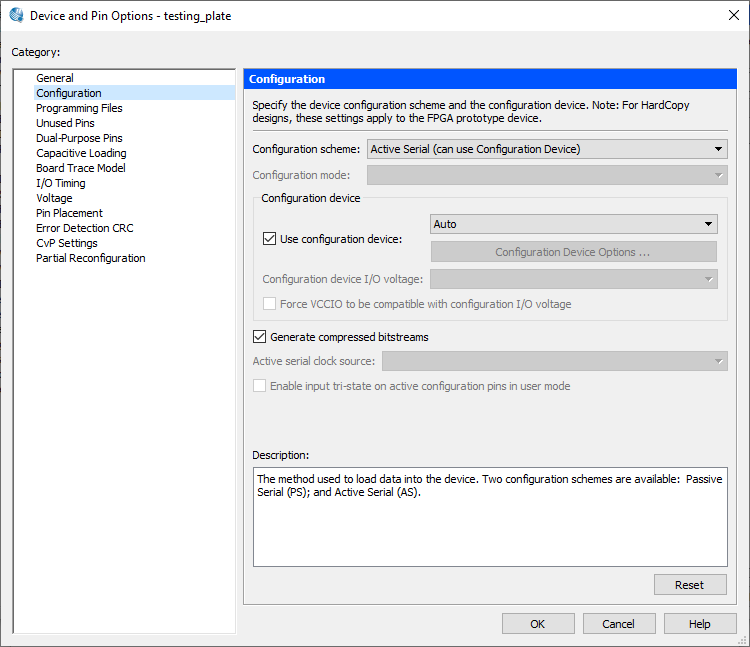 Device and Pin Options - testing_plate
Category:
General
Configuration
Programming Files
Unused Pins
Dual-Purpose Pins
Capacitive Loading
Board Trace Model
I/O Timing
Voltage
Pin Placement
Error Detection CRC
CvP Settings
Partial Reconfiguration
Configuration
Specify the device configuration scheme and the configuration device. Note: For HardCopy
designs, these settings apply to the FPGA prototype device.
Configuration scheme: Active Serial (can use Configuration Device)
Configuration mode:
Configuration device
Auto
Use configuration device:
Configuration Device Options ...
Configuration device I/O voltage:
Force VCCIO to be compatible with configuration I/O voltage
Generate compressed bitstreams
Active serial clock source:
Enable input tri-state on active configuration pins in user mode
Description:
The method used to load data into the device. Two configuration schemes are available:  Passive
Serial (PS); and Active Serial (AS).
Reset
OK Cancel Help